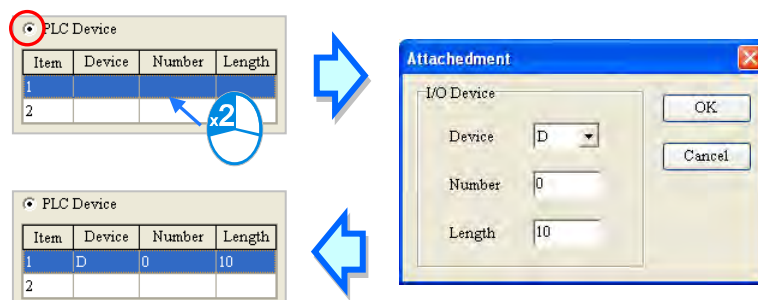 PLC Device
Item Device Number Length
1
2
x2
Attachedment
I/O Device
Device D
Number 0
Length 10
OK
Cancel
PLC Device
Item Device Number Length
1 D 0 10
2